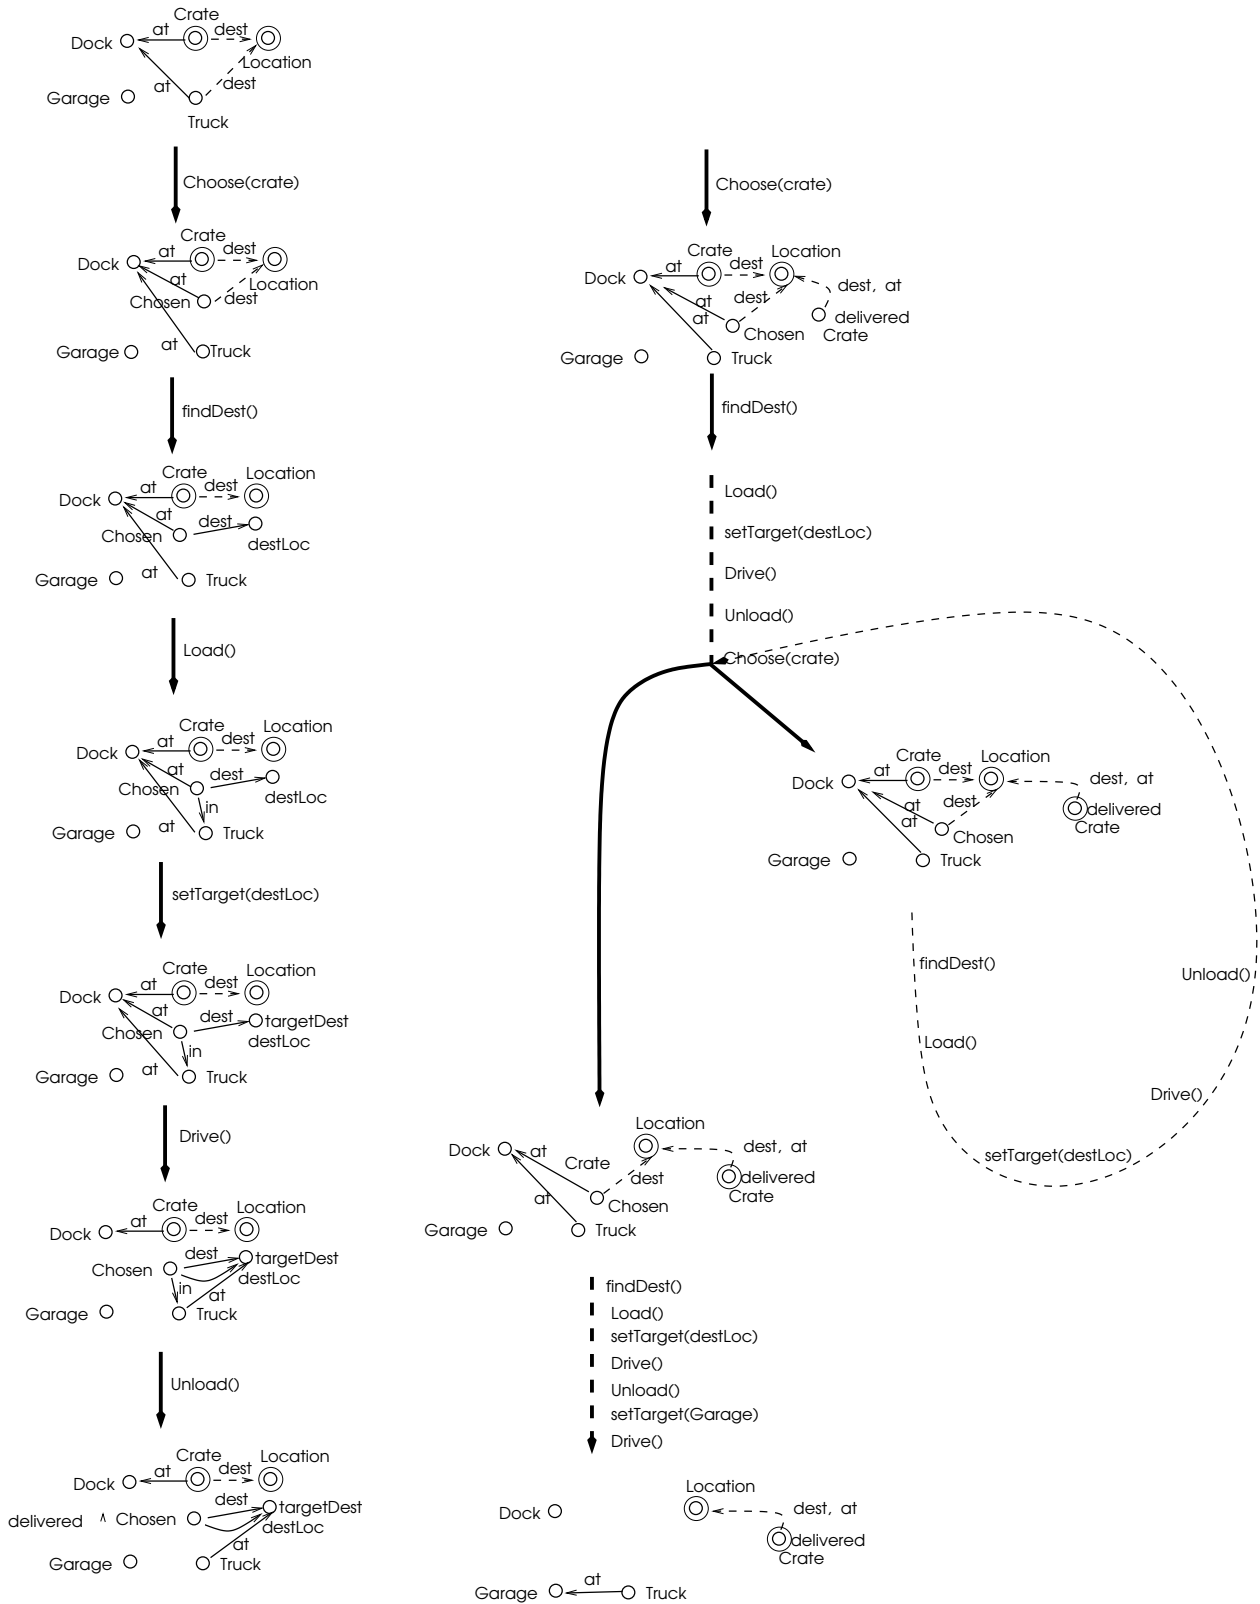 Crate
at dest
Dock
Location
at dest
Garage
Truck
Choose(crate)
Crate
at dest
Dock
at
Location
Chosen dest
at
Garage Truck
findDest()
Crate Location
at dest
Dock
at dest
Chosen
destLoc
at
Garage Truck
Load()
Crate Location
at dest
Dock
at dest
Chosen
destLoc
in
at
Garage Truck
setTarget(destLoc)
Crate Location
at dest
Dock
at dest targetDest
Chosen destLoc
in
at
Garage Truck
Drive()
Crate Location
at dest
Dock
dest targetDest
Chosen destLoc
in at
Garage Truck
Unload()
Crate Location
at dest
Dock
dest targetDest
delivered ∧ Chosen destLoc
at
Garage Truck
Choose(crate)
Crate Location
at dest
Dock
dest, at
at dest
at
delivered
Chosen Crate
Garage Truck
findDest()
Load()
setTarget(destLoc)
Drive()
Unload()
Choose(crate)
Crate Location
at dest
Dock
dest, at
at dest
at
delivered
Chosen Crate
Garage Truck
findDest()
Load()
setTarget(destLoc)
Drive()
Unload()
Location
Dock at
dest, at
Crate
dest
delivered
at
Chosen Crate
Garage Truck
findDest()
Load()
setTarget(destLoc)
Drive()
Unload()
setTarget(Garage)
Drive()
Location
Dock
dest, at
delivered
Crate
at
Garage Truck